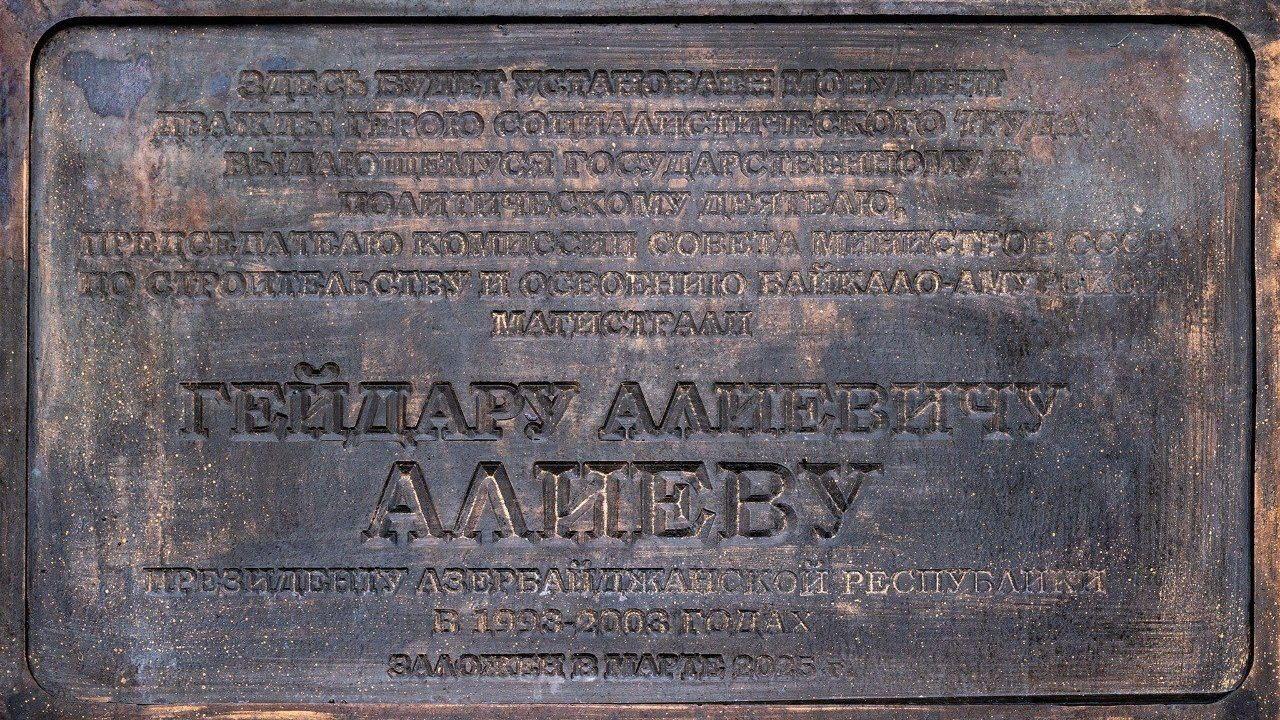 ЗДЕСЬ БУДЕТ УСТАНОВЛЕН МОНУМЕНТ
ДВАЖДЫ ГЕРОЮ СОЦИАЛИСТИЧЕСКОГО ТРУДА,
ВЫДАЮЩЕМУСЯ ГОСУДАРСТВЕННОМУ И
ПОЛИТИЧЕСКОМУ ДЕЯТЕЛЮ,
ПРЕДСЕДАТЕЛЮ КОМИССИИ СОВЕТА МИНИСТРОВ СССР
ПО СТРОИТЕЛЬСТВУ И ОСВОЕНИЮ БАЙКАЛО-АМУРСКОЙ
МАГИСТРАЛИ
ГЕЙДАРУ АЛИЕВИЧУ
АЛИЕВУ
ПРЕЗИДЕНТУ АЗЕРБАЙДЖАНСКОЙ РЕСПУБЛИКИ
В 1993-2003 ГОДАХ
ЗАЛОЖЕН В МАРТЕ 2025 г.